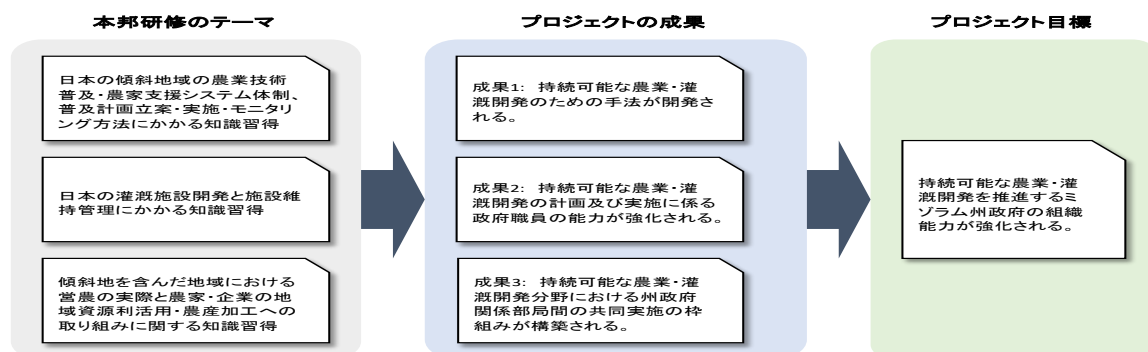 本邦研修のテーマ
日本の傾斜地域の農業技術
普及・農家支援システム体制、
普及計画立案・実施・モニタリ
ング方法にかかる知識習得
日本の灌漑施設開発と施設維
持管理にかかる知識習得
傾斜地を含んだ地域における
営農の実際と農家・企業の地
域資源利活用・農産加工への
取り組みに関する知識習得
プロジェクトの成果
成果1: 持続可能な農業・灌
漑開発のための手法が開発さ
れる。
成果2: 持続可能な農業・灌
漑開発の計画及び実施に係る
政府職員の能力が強化される。
成果3: 持続可能な農業・灌
漑開発分野における州政府
関係部局間の共同実施の枠
組みが構築される。
プロジェクト目標
持続可能な農業・灌
漑開発を推進するミ
ゾラム州政府の組織
能力が強化される。